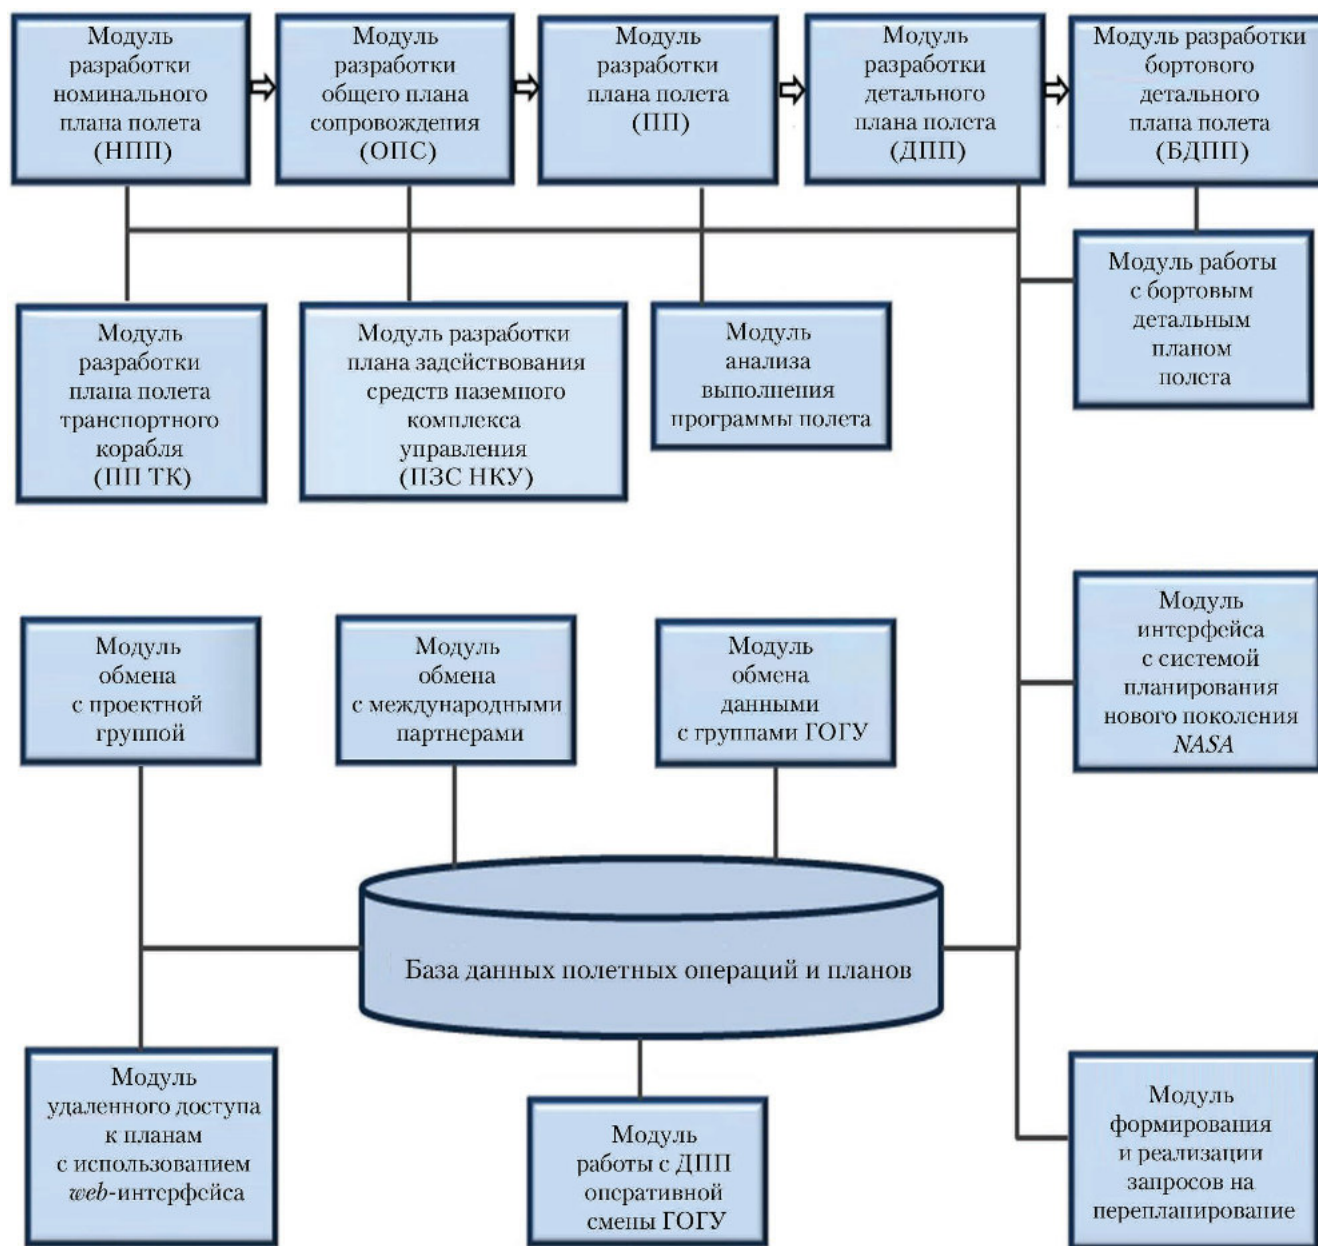 Модуль
разработки
номинального
плана полета
(НПП)
Модуль
разработки
общего плана
сопровождения
(ОПС)
Модуль
разработки
плана полета
(ПП)
Модуль
разработки
детального
плана полета
(ДПП)
Модуль разработки
бортового
детального
плана полета
(БДПП)
Модуль
разработки
плана полета
транспортного
корабля
(ПП ТК)
Модуль разработки
плана задействования
средств наземного
комплекса
управления
(ПЗС НКУ)
Модуль
анализа
выполнения
программы полета
Модуль работы
с бортовым
детальным
планом
полета
Модуль
обмена
с проектной
группой
Модуль
обмена
с международными
партнерами
Модуль
обмена
данными
с группами ГОГУ
Модуль
интерфейса
с системой
планирования
нового поколения
NASA
База данных полетных операций и планов
Модуль
удаленного доступа
к планам
с использованием
web-интерфейса
Модуль
работы с ДПП
оперативной
смены ГОГУ
Модуль
формирования
и реализации
запросов на
перепланирование